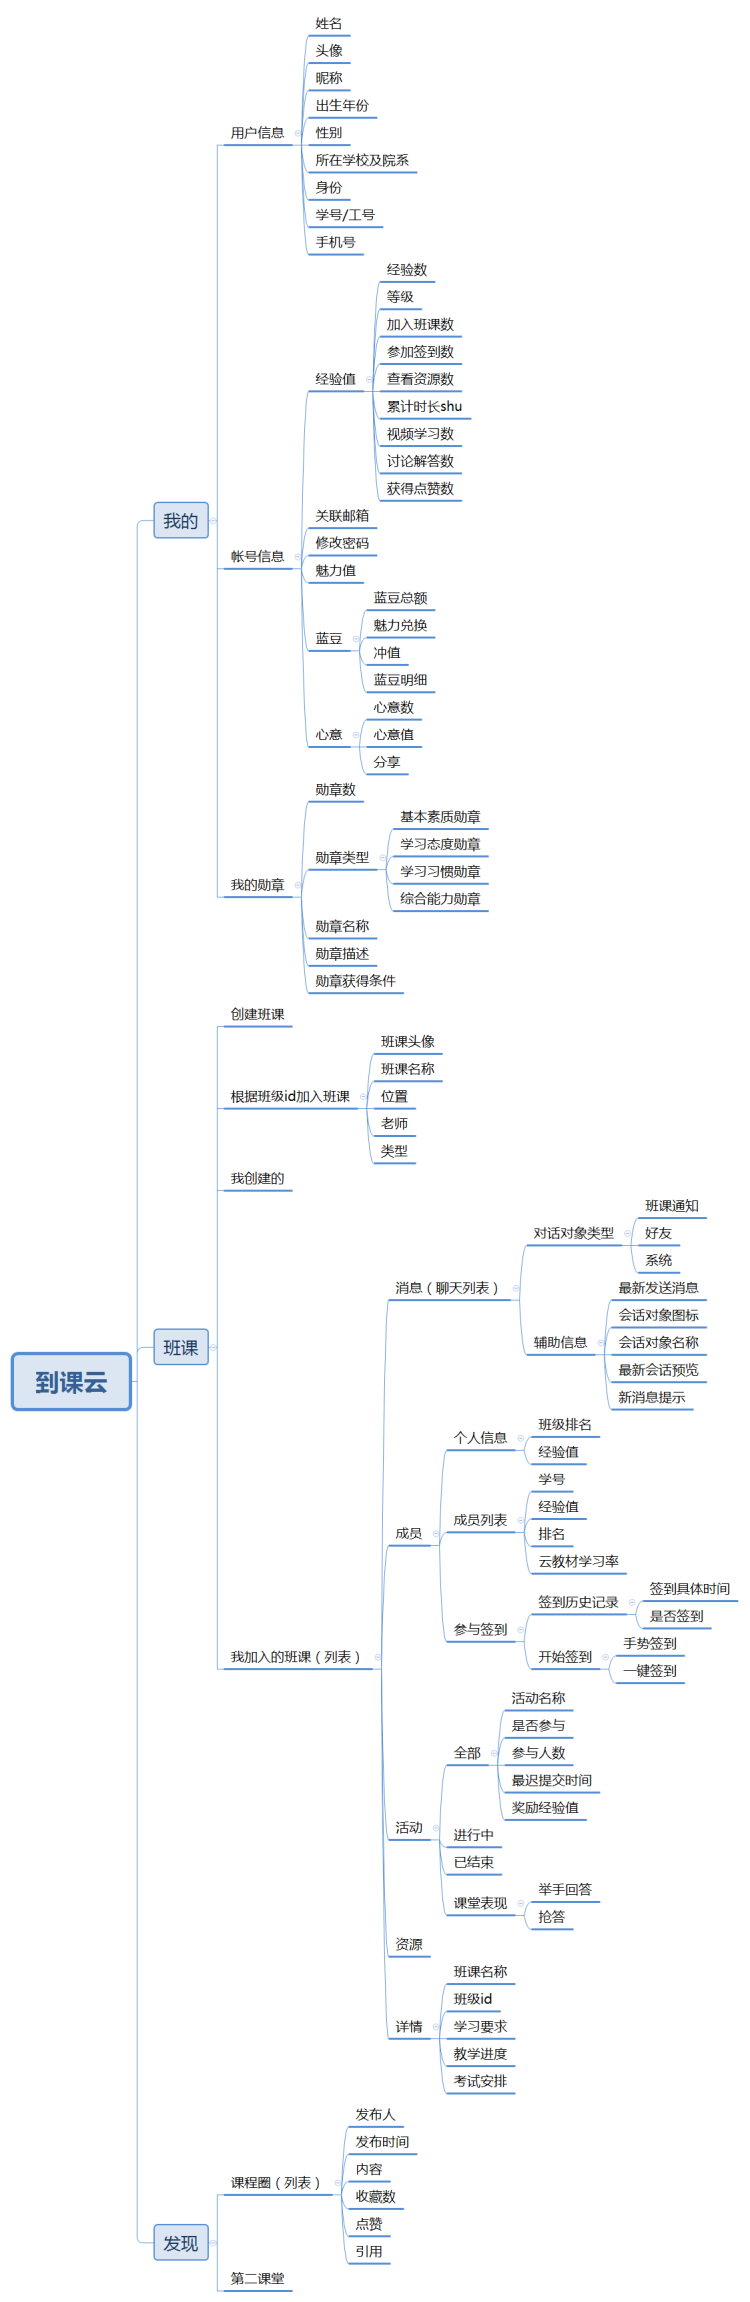 姓名
头像
昵称
出生年份
用户信息
性别
所在学校及院系
身份
学号/工号
手机号
经验数
等级
加入班课数
参加签到数
经验值
查看资源数
累计时长shu
视频学习数
讨论解答数
获得点赞数
我的
关联邮箱
修改密码
帐号信息
魅力值
蓝豆总额
魅力兑换
蓝豆
冲值
蓝豆明细
心意数
心意
心意值
分享
勋章数
基本素质勋章
学习态度勋章
勋章类型
学习习惯勋章
我的勋章
综合能力勋章
勋章名称
勋章描述
勋章获得条件
创建班课
班课头像
班课名称
根据班级id加入班课
位置
老师
类型
我创建的
班课通知
对话对象类型
好友
系统
消息（聊天列表）
最新发送消息
会话对象图标
辅助信息
会话对象名称
最新会话预览
新消息提示
班课
到课云
班级排名
个人信息
经验值
学号
经验值
成员列表
成员
排名
云教材学习率
签到具体时间
签到历史记录
是否签到
参与签到
手势签到
开始签到
一键签到
我加入的班课（列表）
活动名称
是否参与
全部
参与人数
最迟提交时间
奖励经验值
活动
进行中
已结束
举手回答
课堂表现
抢答
资源
班课名称
班级id
详情
学习要求
教学进度
考试安排
发布人
发布时间
内容
课程圈（列表）
收藏数
点赞
发现
引用
第二课堂